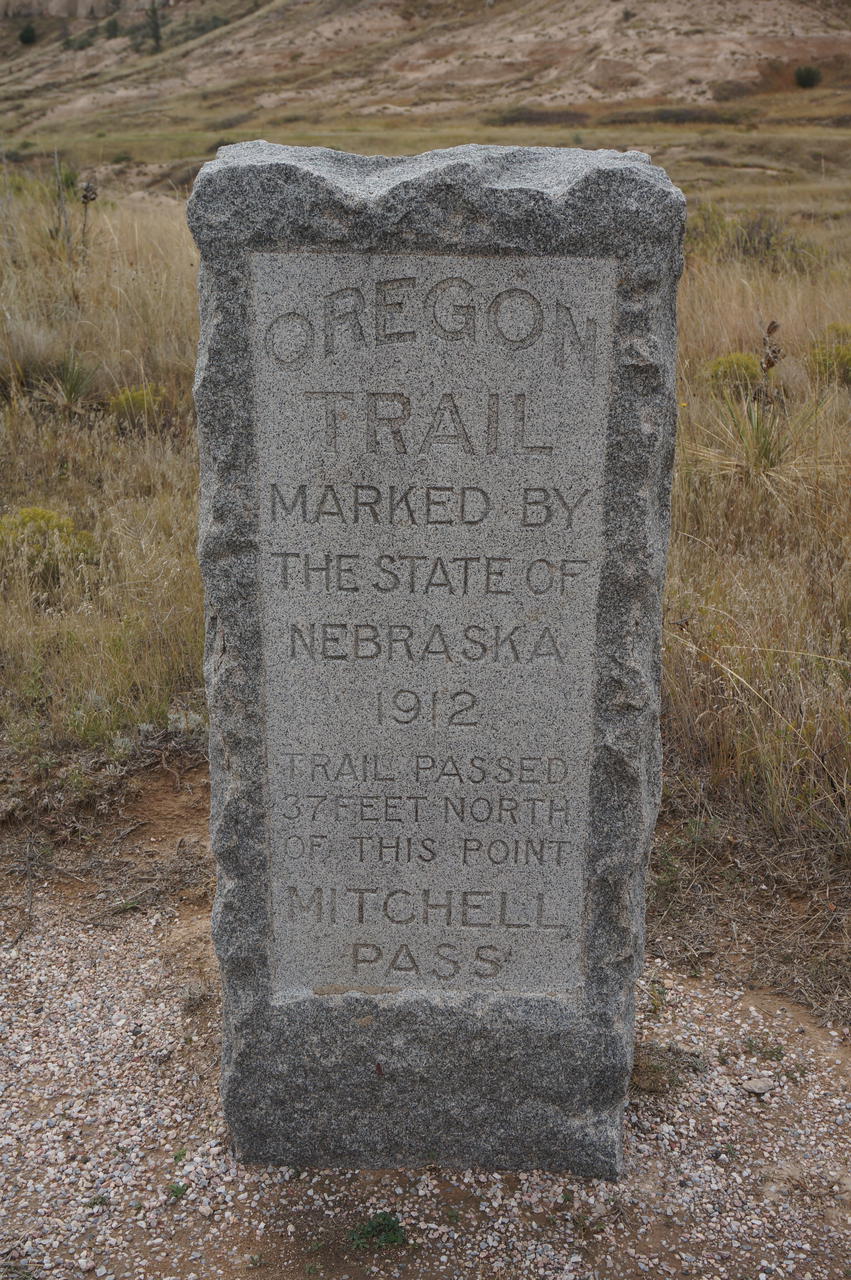 OREGON
TRAIL
MARKED BY
THE STATE OF
NEBRASKA
1912
TRAIL PASSED
37 FEET NORTH
OF THIS POINT
MITCHELL
PASS